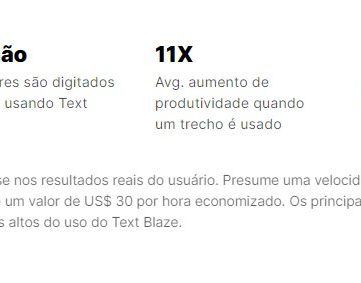 ão
11X
res são digitados
usando Text
Avg. aumento de
produtividade quando
um trecho é usado
se nos resultados reais do usuário. Presume uma velocid
um valor de US$ 30 por hora economizado. Os principa
s altos do uso do Text Blaze.